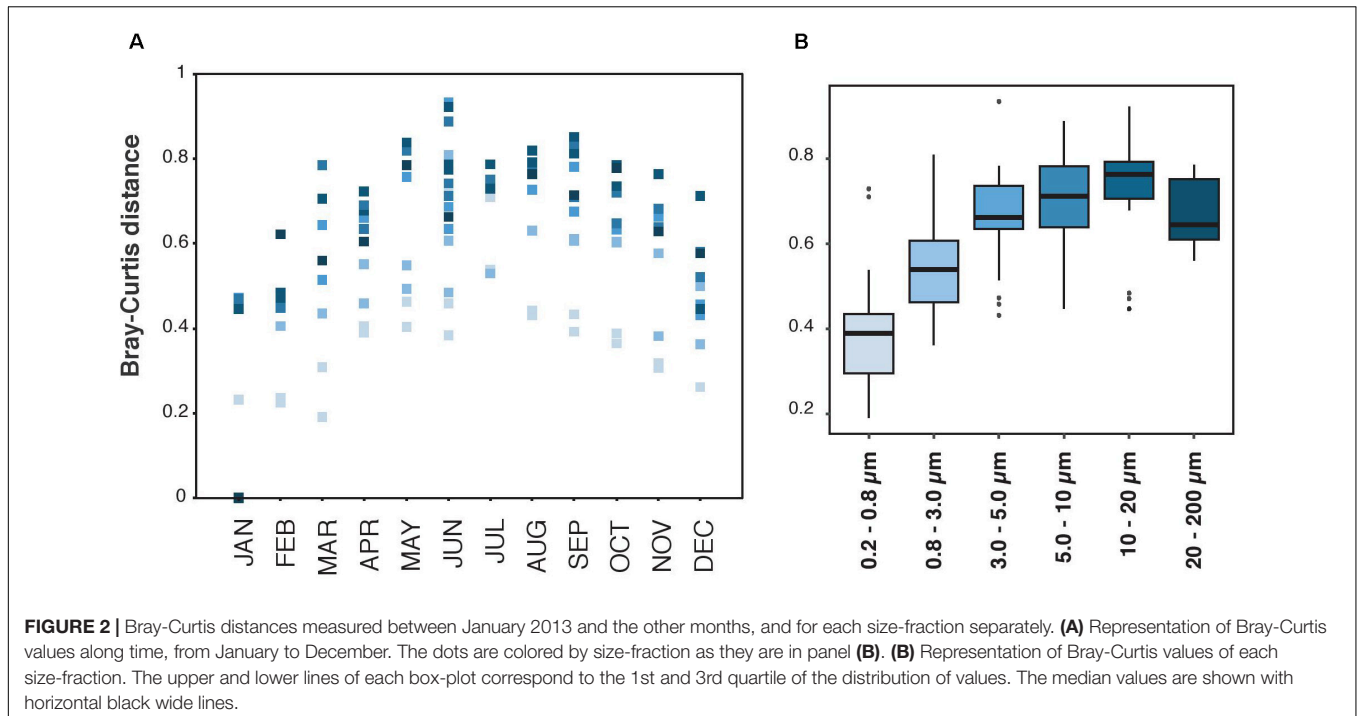 A
B
Bray-Curtis distance
1
0.8
0.6
0.4
0.2
0
JAN
FEB
MAR
APR
MAY
JUN
JUL
AUG
SEP
OCT
NOV
DEC
0.8
0.6
0.4
0.2
0.2 - 0.8 µm
0.8 - 3.0 µm
3.0 - 5.0 µm
5.0 - 10 µm
10 - 20 µm
20 - 200 µm
FIGURE 2 | Bray-Curtis distances measured between January 2013 and the other months, and for each size-fraction separately. (A) Representation of Bray-Curtis
values along time, from January to December. The dots are colored by size-fraction as they are in panel (B). (B) Representation of Bray-Curtis values of each
size-fraction. The upper and lower lines of each box-plot correspond to the 1st and 3rd quartile of the distribution of values. The median values are shown with
horizontal black wide lines.